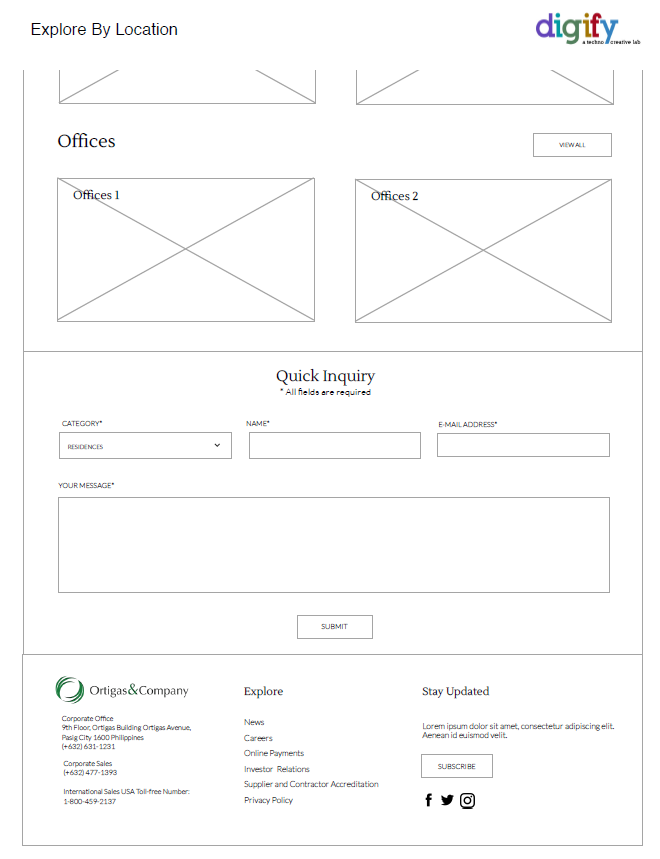 Explore By Location
digify
a techno creative lab
Offices
VIEW ALL
Offices 1
Offices 2
Quick Inquiry
* All fields are required
CATEGORY*
NAME*
E-MAIL ADDRESS*
RESIDENCES
YOUR MESSAGE*
SUBMIT
Ortigas&Company
Corporate Office
9th Floor, Ortigas Building Ortigas Avenue,
Pasig City 1600 Philippines
(+632) 631-1231
Corporate Sales
(+632) 477-1393
International Sales USA Toll-free Number:
1-800-459-2137
Explore
News
Careers
Online Payments
Investor Relations
Supplier and Contractor Accreditation
Privacy Policy
Stay Updated
Lorem ipsum dolor sit amet, consectetur adipiscing elit.
Aenean id euismod velit.
SUBSCRIBE